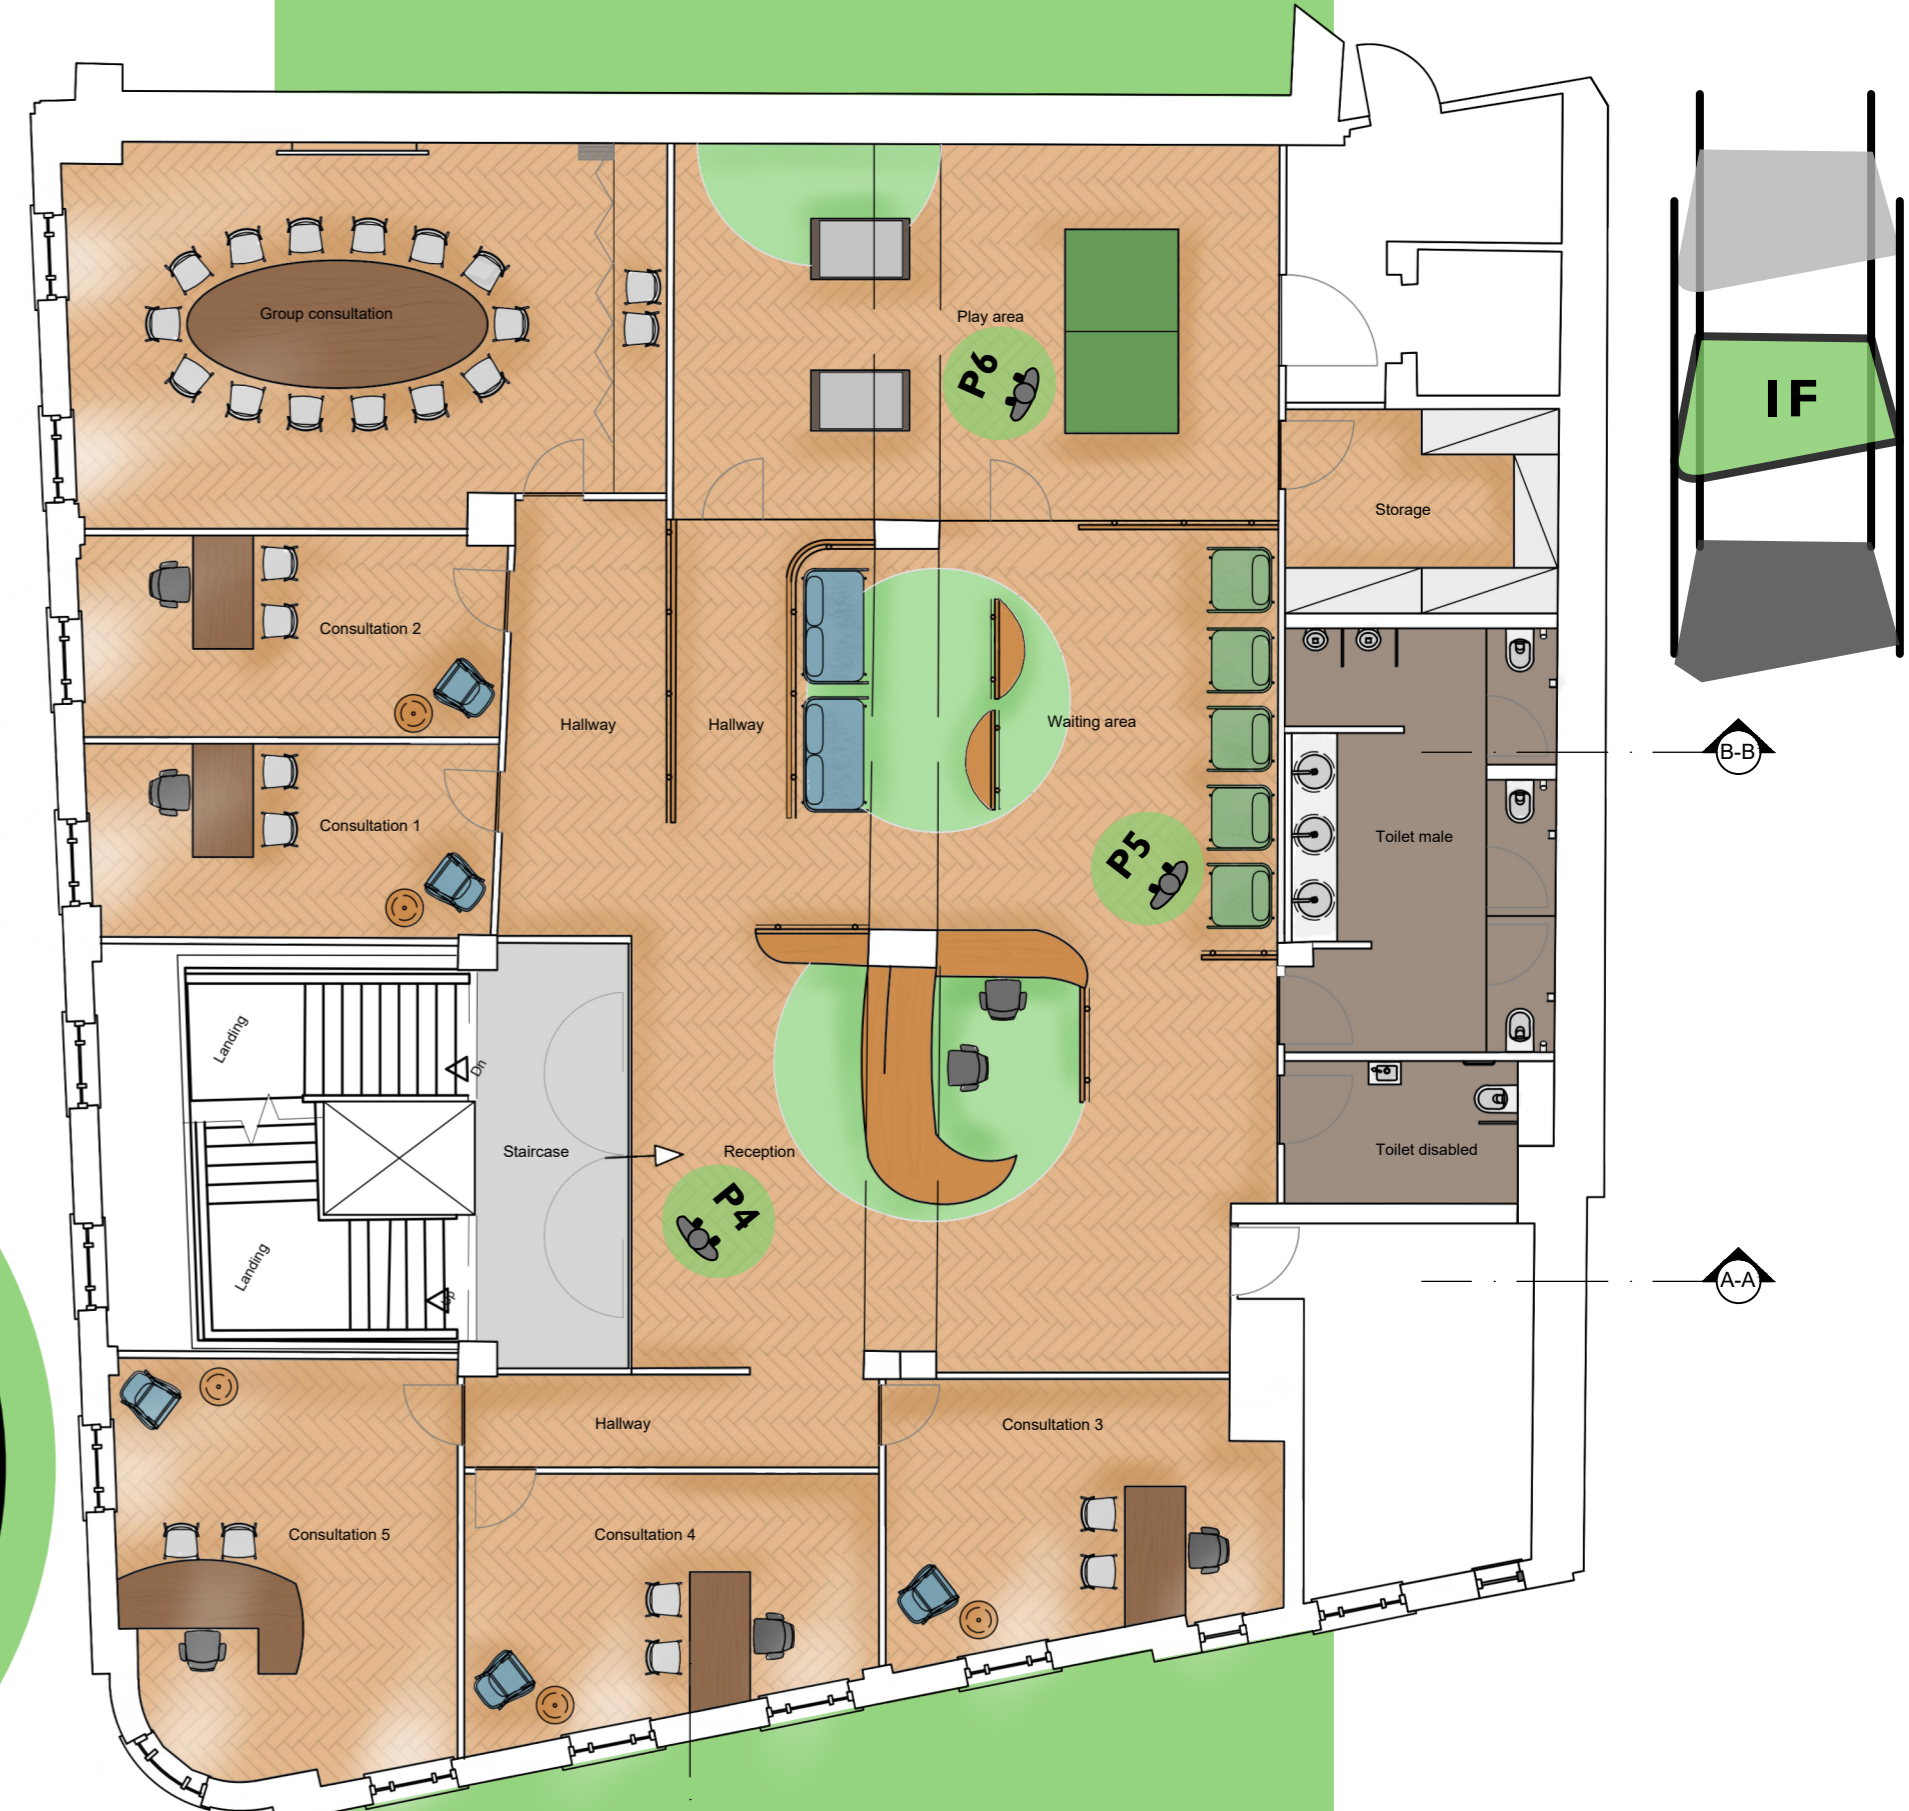 Group consultation
Play area
P6
IF
Storage
Consultation 2
Hallway
Hallway
Waiting area
B-B
Consultation 1
Toilet male
P5
Landing
Dn
Staircase
Reception
Toilet disabled
P4
Landing
Up
A-A
Hallway
Consultation 3
Consultation 5
Consultation 4